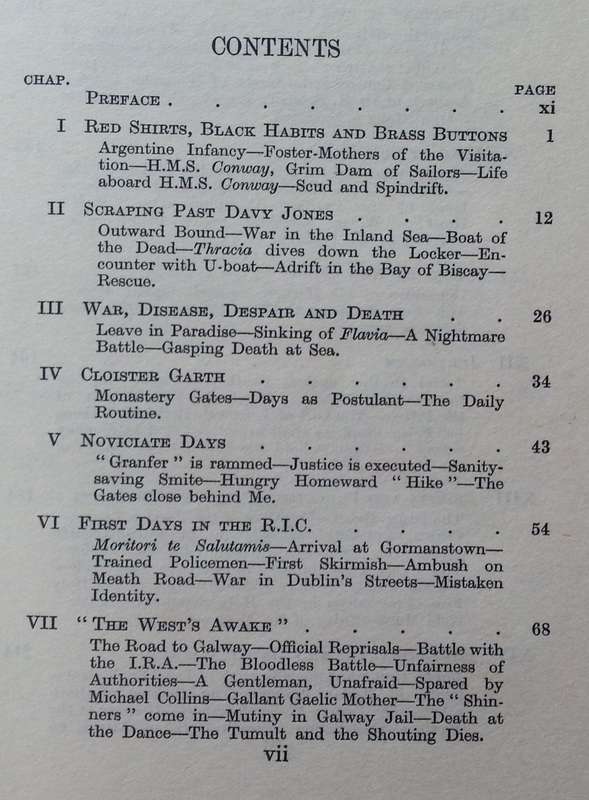 CONTENTS
CHAP.
PAGE
PREFACE . . . . . . . . xi
I RED SHIRTS, BLACK HABITS AND BRASS BUTTONS 1
Argentine Infancy—Foster-Mothers of the Visita-
tion—H.M.S. Conway, Grim Dam of Sailors—Life
aboard H.M.S. Conway—Scud and Spindrift.
II SCRAPING PAST DAVY JONES . . . . 12
Outward Bound—War in the Inland Sea—Boat of
the Dead—Thracia dives down the Locker—En-
counter with U-boat—Adrift in the Bay of Biscay—
Rescue.
III WAR, DISEASE, DESPAIR AND DEATH . . 26
Leave in Paradise—Sinking of Flavia—A Nightmare
Battle—Gasping Death at Sea.
IV CLOISTER GARTH . . . . . . 34
Monastery Gates—Days as Postulant—The Daily
Routine.
V NOVICIATE DAYS . . . . . . 43
" Granfer " is rammed—Justice is executed—Sanity-
saving Smite—Hungry Homeward " Hike "—The
Gates close behind Me.
VI FIRST DAYS IN THE R.I.C. . . . . 54
Moritori te Salutamis—Arrival at Gormanstown—
Trained Policemen—First Skirmish—Ambush on
Meath Road—War in Dublin's Streets—Mistaken
Identity.
VII " THE WEST'S AWAKE " . . . . . 68
The Road to Galway—Official Reprisals—Battle with
the I.R.A.—The Bloodless Battle—Unfairness of
Authorities—A Gentleman, Unafraid—Spared by
Michael Collins—Gallant Gaelic Mother—The " Shin-
ners " come in—Mutiny in Galway Jail—Death at
the Dance—The Tumult and the Shouting Dies.
vii